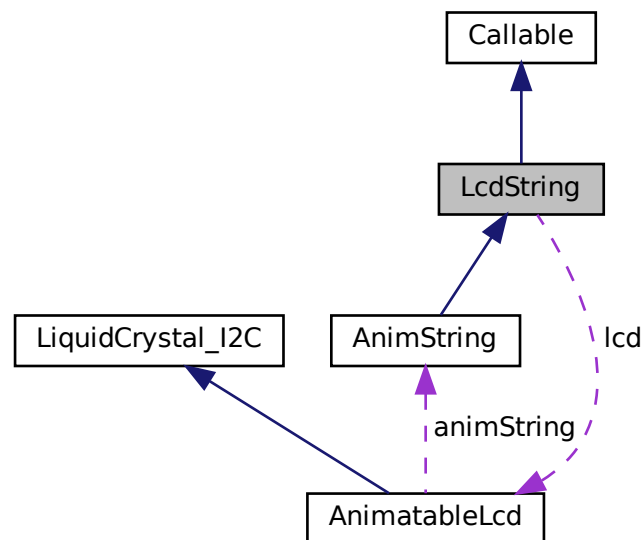 Callable
LcdString
LiquidCrystal_I2C
AnimString
lcd
animString
AnimatableLcd